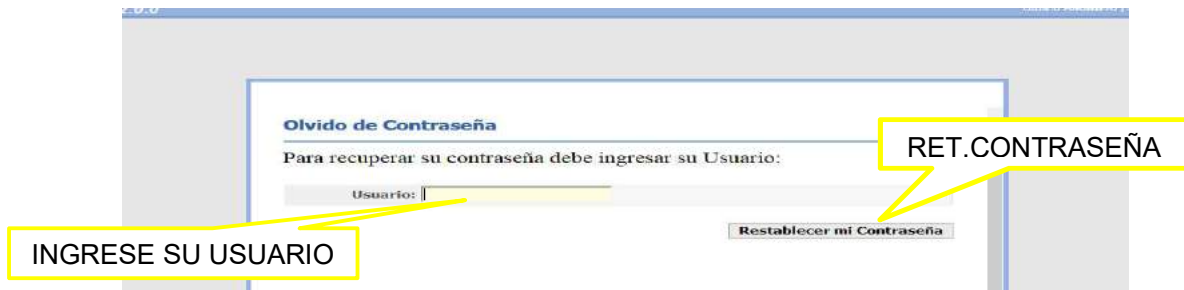 Olvido de Contraseña
RET.CONTRASEÑA
Para recuperar su contraseña debe ingresar su Usuario:
Usuario:
Restablecer mi Contraseña
INGRESE SU USUARIO